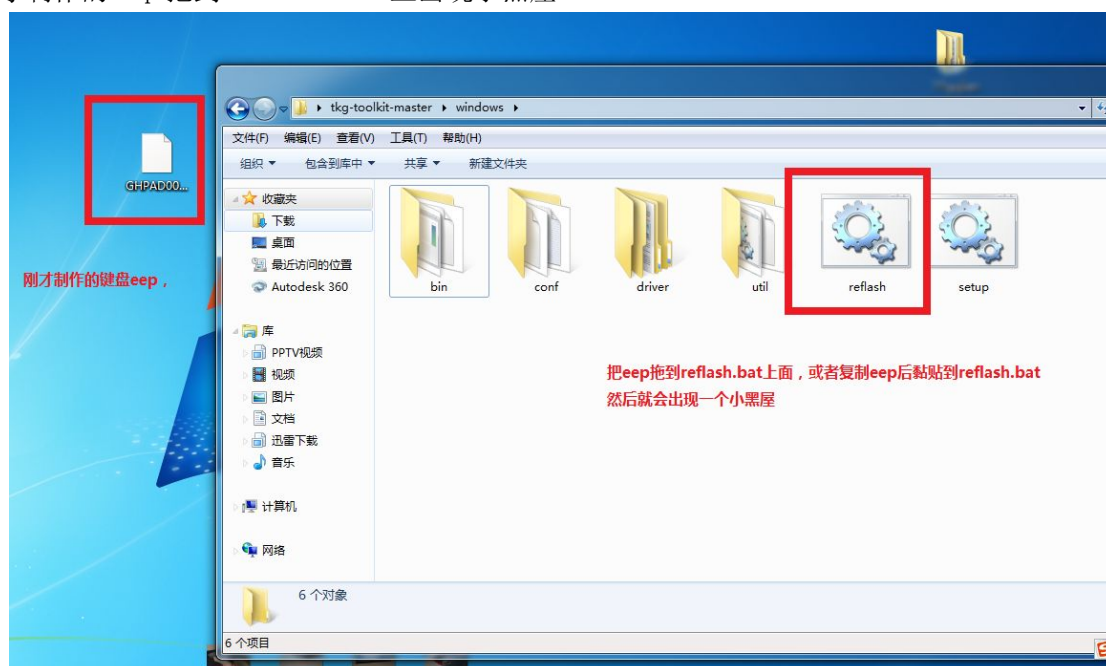 tkg-toolkit-master ▸ windows ▸
文件(F) 编辑(E) 查看(V) 工具(T) 帮助(H)
组织 包含到库中 共享 新建文件夹
GHPAD00...
收藏夹
下载
桌面
最近访问的位置
Autodesk 360
库
PPTV视频
视频
图片
文档
迅雷下载
音乐
计算机
网络
bin conf driver util reflash setup
刚才制作的键盘eep，
把eep拖到reflash.bat上面，或者复制eep后黏贴到reflash.bat
然后就会出现一个小黑屋
6 个对象
6 个项目